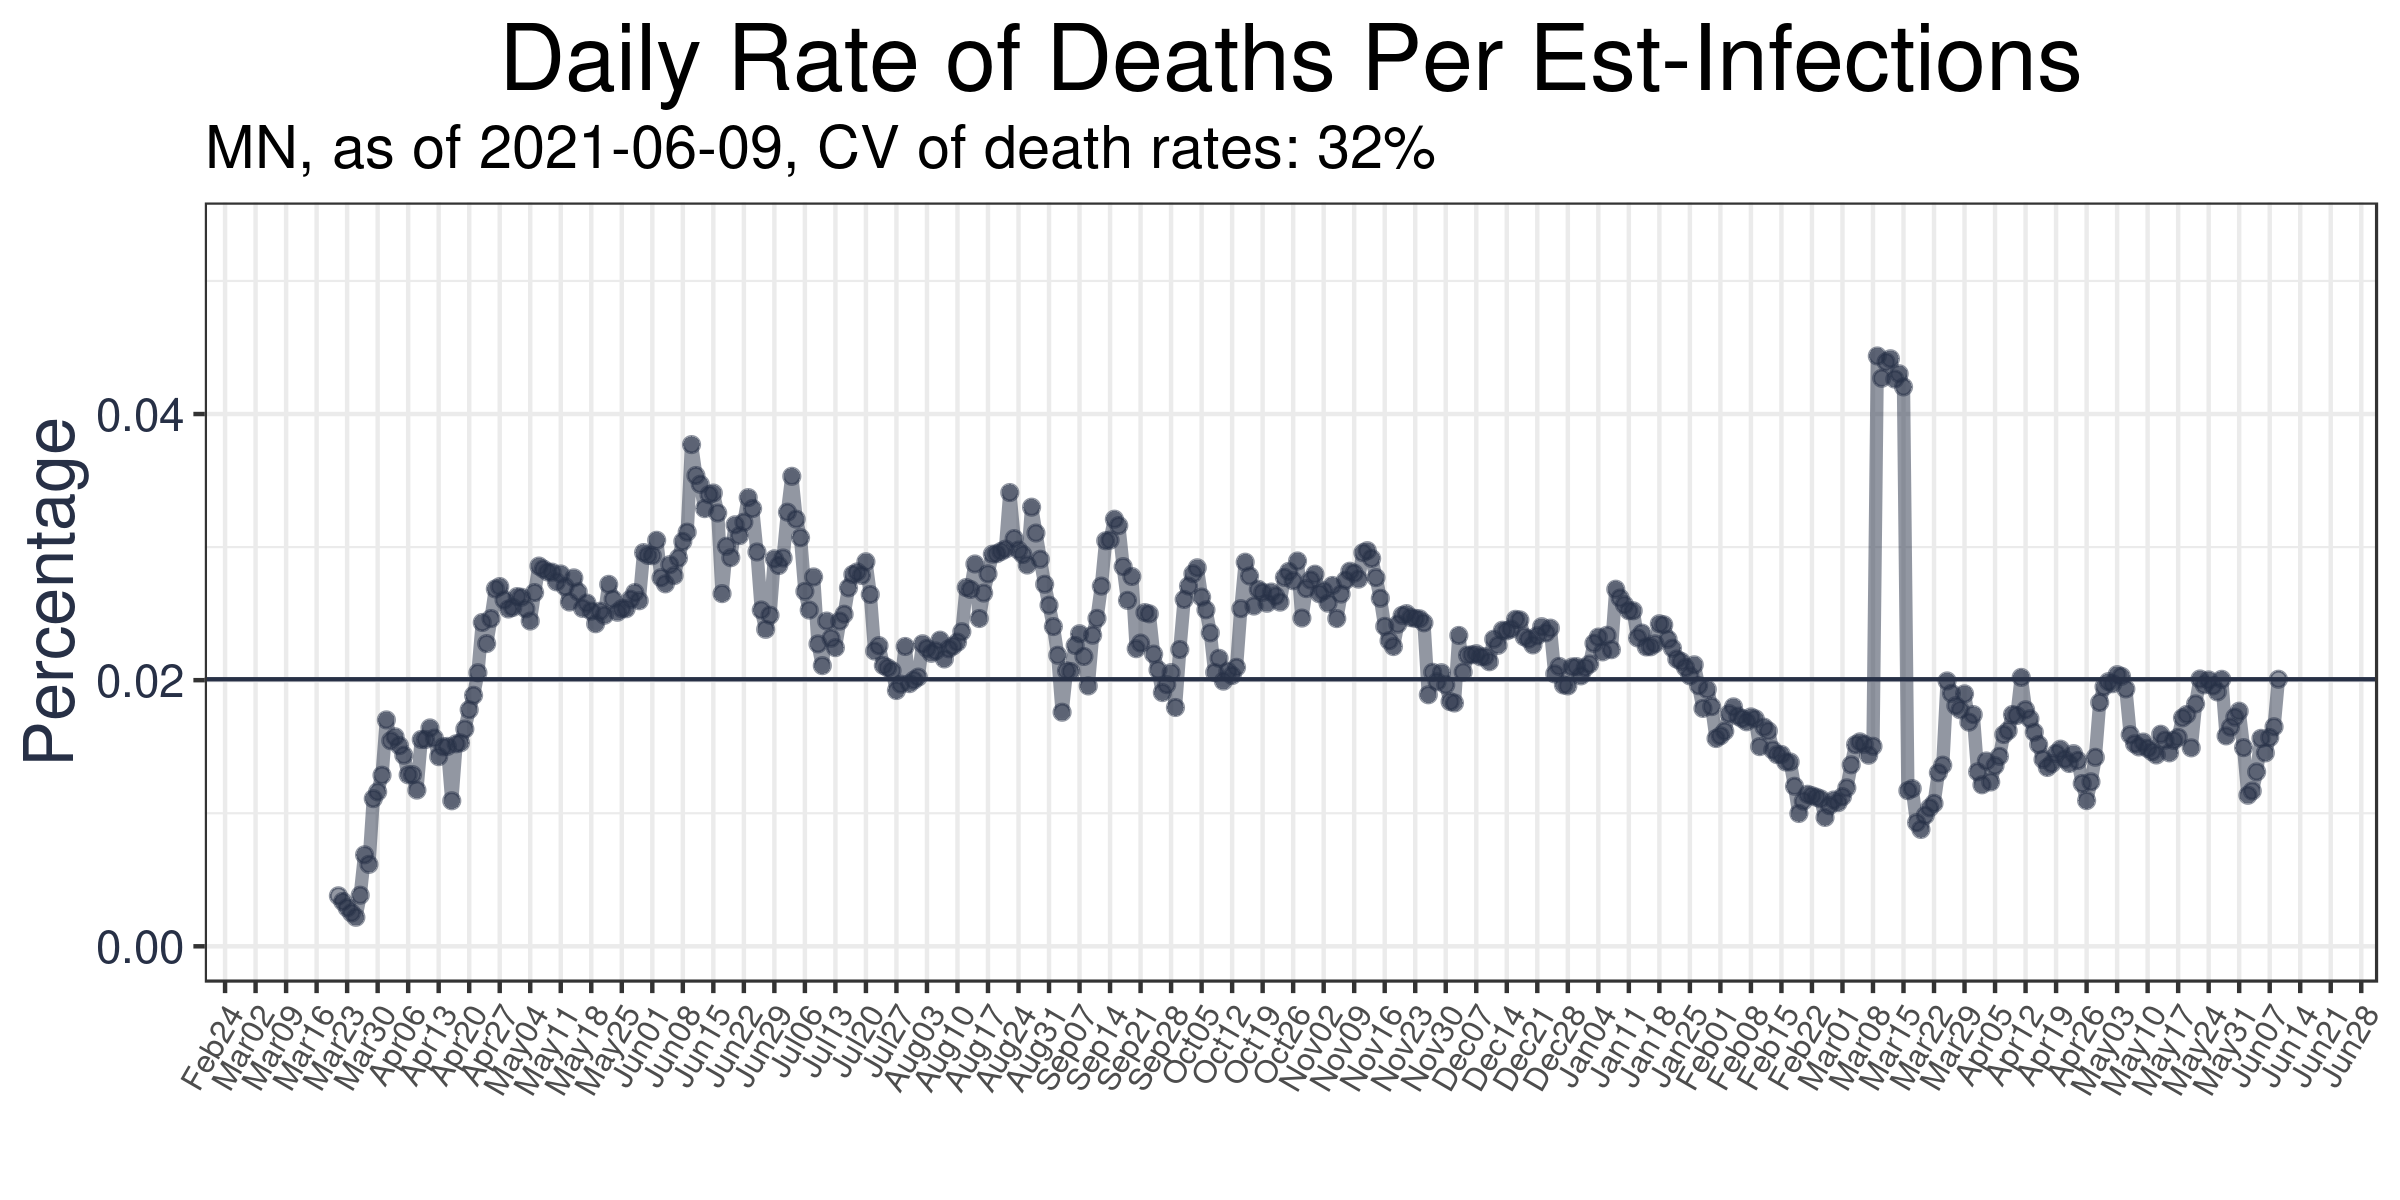 Daily Rate of Deaths Per Est-Infections
MN, as of 2021-06-09, CV of death rates: 32%
Percentage
0.04
0.02
0.00
Feb24
Mar02
Mar09
Mar16
Mar23
Mar30
Apr06
Apr13
Apr20
Apr27
May04
May11
May18
May25
Jun01
Jun08
Jun15
Jun22
Jun29
Jul06
Jul13
Jul20
Jul27
Aug03
Aug10
Aug17
Aug24
Aug31
Sep07
Sep14
Sep21
Sep28
Oct05
Oct12
Oct19
Oct26
Nov02
Nov09
Nov16
Nov23
Nov30
Dec07
Dec14
Dec21
Dec28
Jan04
Jan11
Jan18
Jan25
Feb01
Feb08
Feb15
Feb22
Mar01
Mar08
Mar15
Mar22
Mar29
Apr05
Apr12
Apr19
Apr26
May03
May10
May17
May24
May31
Jun07
Jun14
Jun21
Jun28